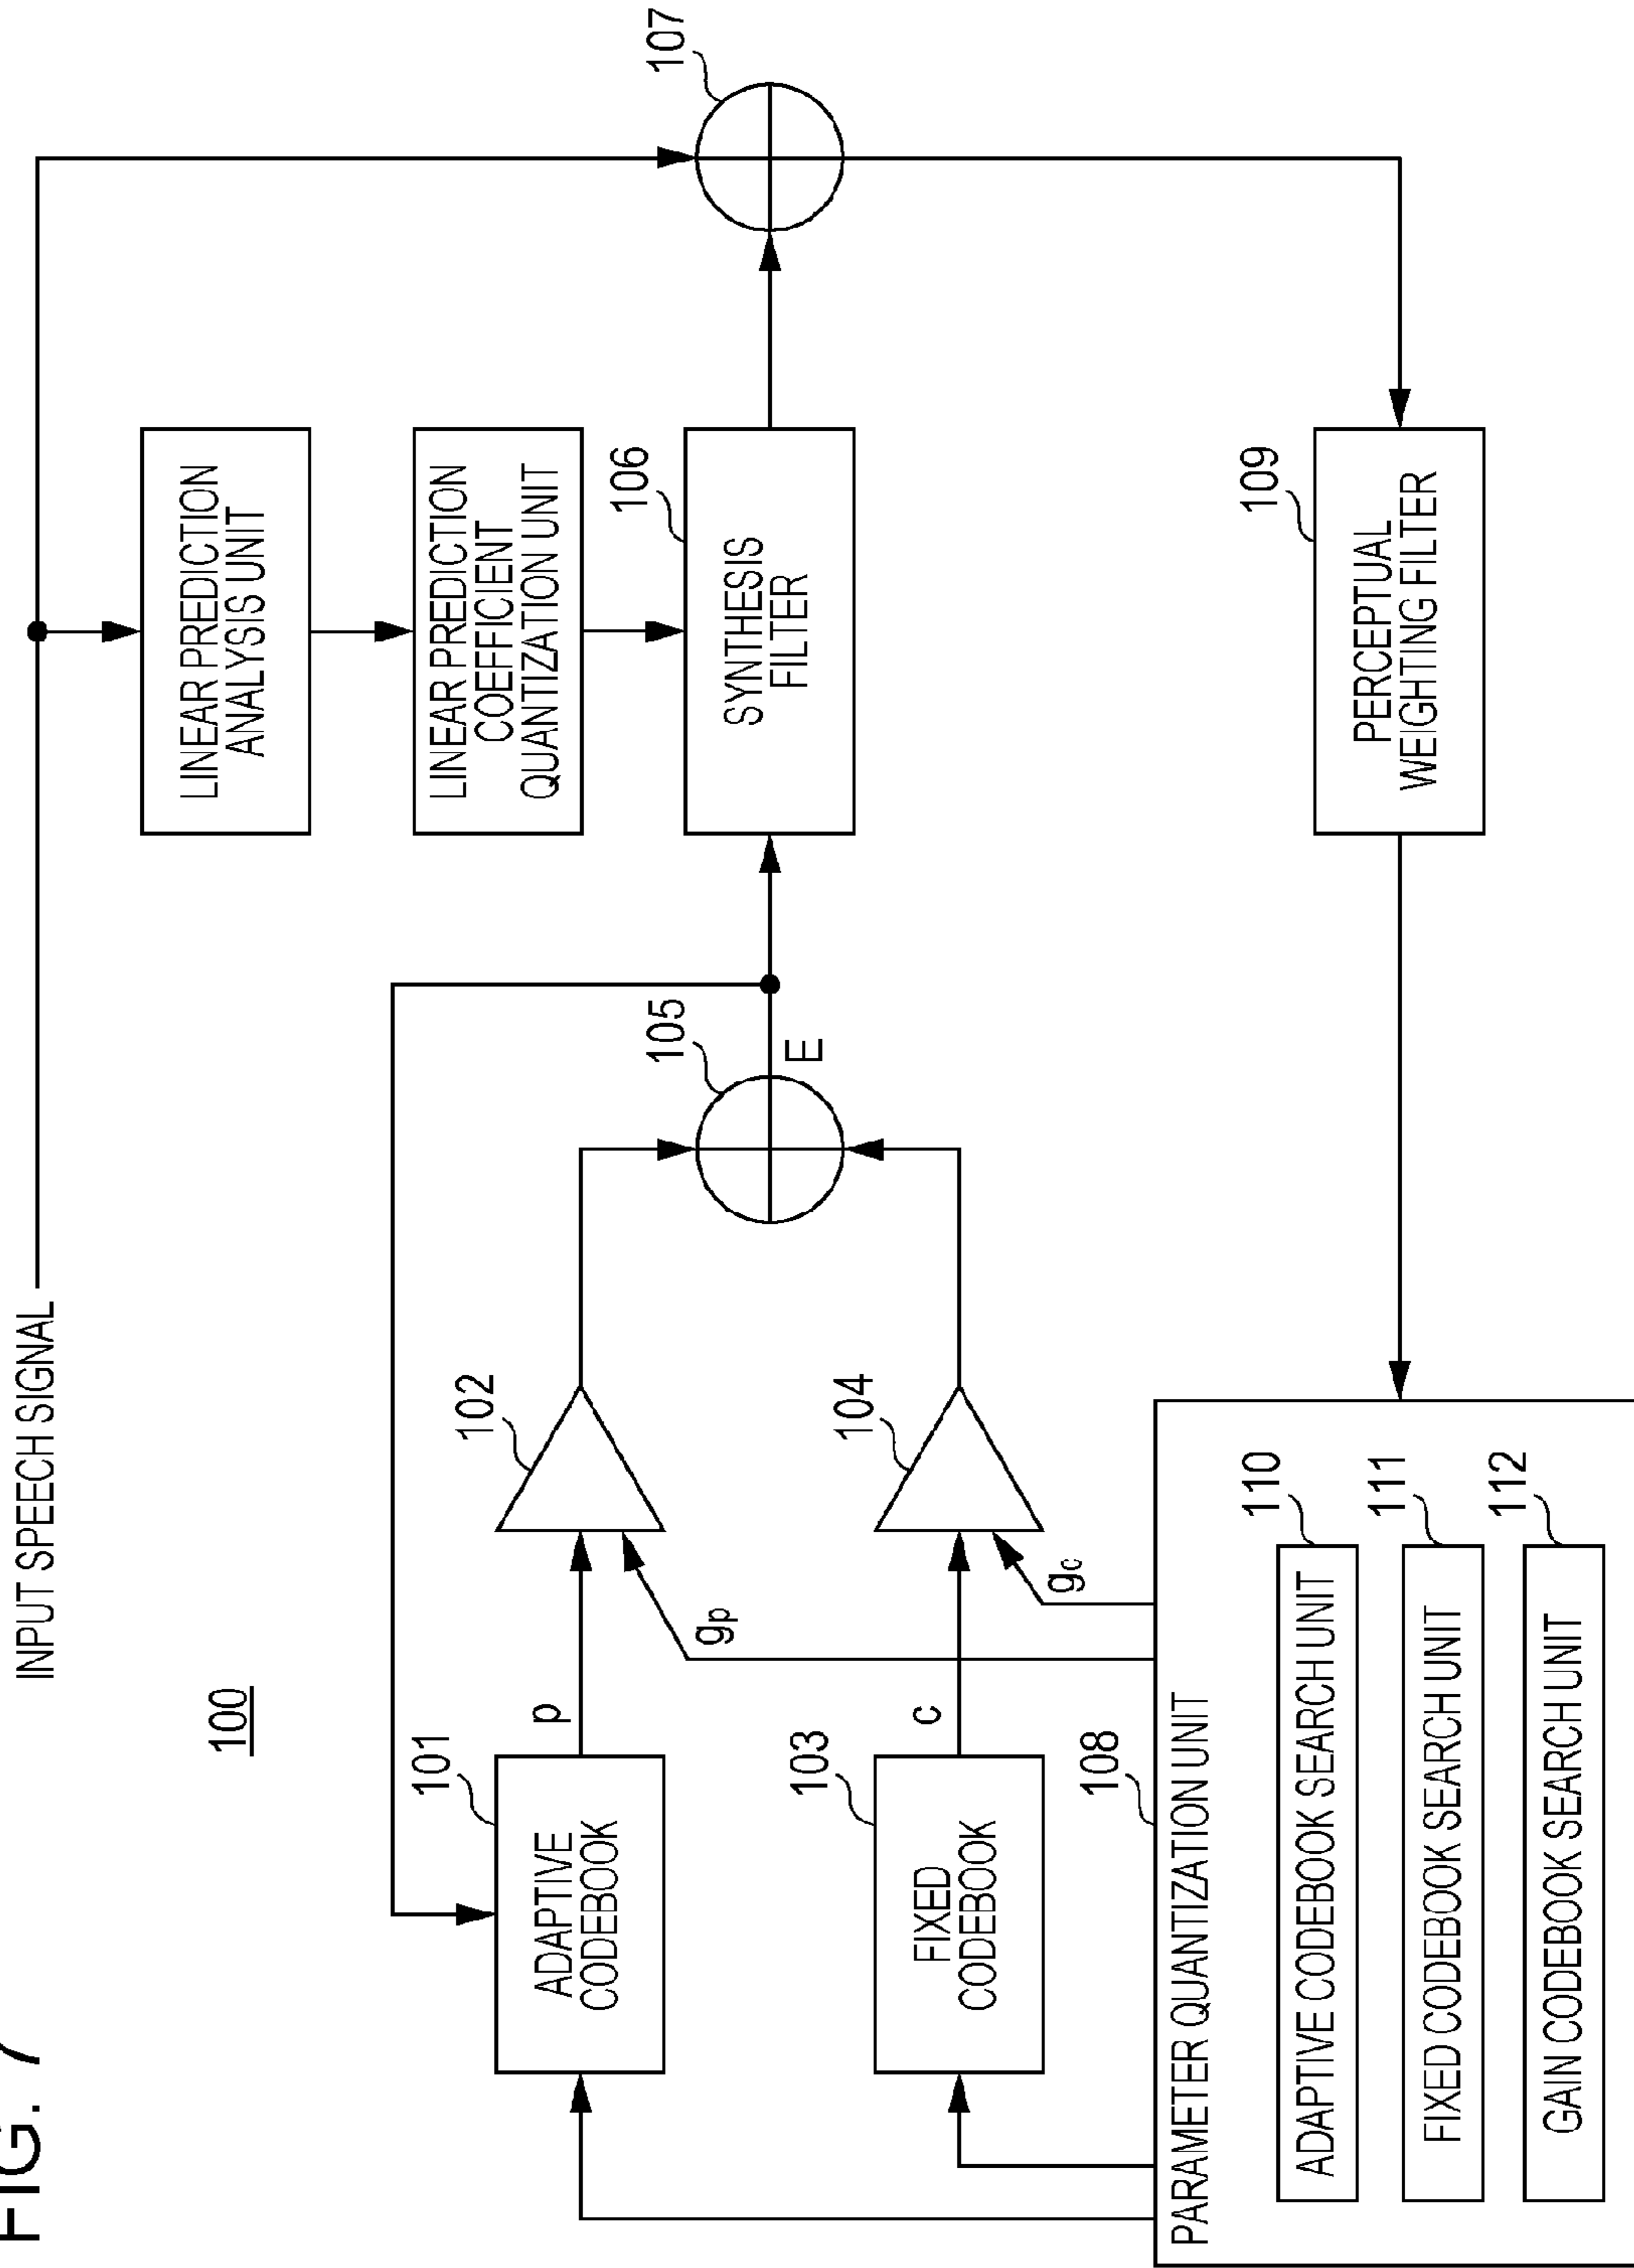 FIG. 7
INPUT SPEECH SIGNAL
100
LINEAR PREDICTION
ANALYSIS UNIT
LINEAR PREDICTION
COEFFICIENT
QUANTIZATION UNIT
101
ADAPTIVE
CODEBOOK
p
102
gp
105
E
106
SYNTHESIS
FILTER
107
103
FIXED
CODEBOOK
c
104
gc
108
PARAMETER QUANTIZATION UNIT
110
ADAPTIVE CODEBOOK SEARCH UNIT
111
FIXED CODEBOOK SEARCH UNIT
112
GAIN CODEBOOK SEARCH UNIT
109
PERCEPTUAL
WEIGHTING FILTER